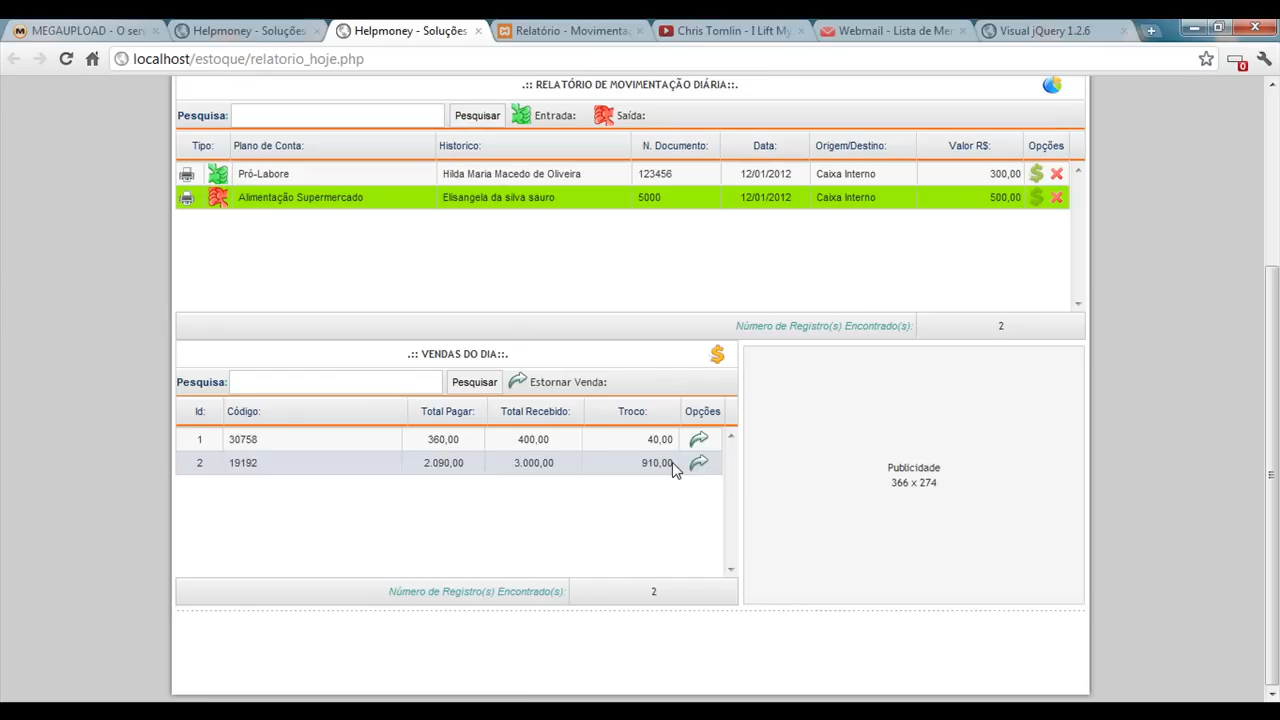 MEGAUPLOAD - O ser
Helpmoney - Soluções
Helpmoney - Soluções
Relatório - Movimenta
Chris Tomlin - I Lift My
Webmail - Lista de Mer
Visual jQuery 1.2.6
localhost/estoque/relatorio_hoje.php
0
.:: RELATÓRIO DE MOVIMENTAÇÃO DIÁRIA::.
Pesquisa: Pesquisar Entrada: Saída:
Tipo: Plano de Conta: Historico: N. Documento: Data: Origem/Destino: Valor R$: Opções
Pró-Labore Hilda Maria Macedo de Oliveira 123456 12/01/2012 Caixa Interno 300,00
Alimentação Supermercado Elisangela da silva sauro 5000 12/01/2012 Caixa Interno 500,00
Número de Registro(s) Encontrado(s): 2
.:: VENDAS DO DIA::.
Pesquisa: Pesquisar Estornar Venda:
Id: Código: Total Pagar: Total Recebido: Troco: Opções
1 30758 360,00 400,00 40,00
2 19192 2.090,00 3.000,00 910,00
Número de Registro(s) Encontrado(s): 2
Publicidade
366 x 274